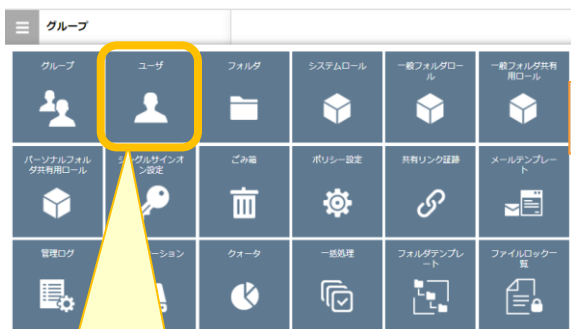 グループ
グループ
ユーザ
フォルダ
システムロール
一般フォルダロー
ル
一般フォルダ共有
用ロール
パーソナルフォル
ダ共有用ロール
シングルサインオ
ン設定
ごみ箱
ポリシー設定
共有リンク証跡
メールテンプレー
ト
管理ログ
ーション
クォータ
一括処理
フォルダテンプレ
ート
ファイルロック一
覧